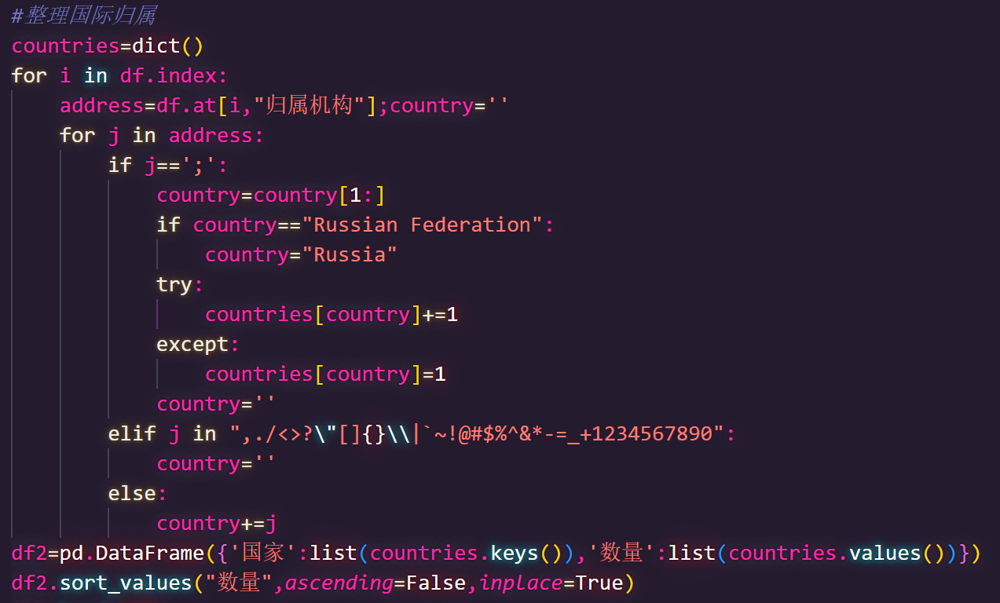 #整理国际归属
countries=dict()
for i in df.index:
    address=df.at[i,"归属机构"];country=''
    for j in address:
        if j==';':
            country=country[1:]
            if country=="Russian Federation":
                country="Russia"
            try:
                countries[country]+=1
            except:
                countries[country]=1
            country=''
        elif j in ",./<>?\"[]{}\\|`~!@#$%^&*-=_+1234567890":
            country=''
        else:
            country+=j
df2=pd.DataFrame({'国家':list(countries.keys()),'数量':list(countries.values())})
df2.sort_values("数量",ascending=False,inplace=True)